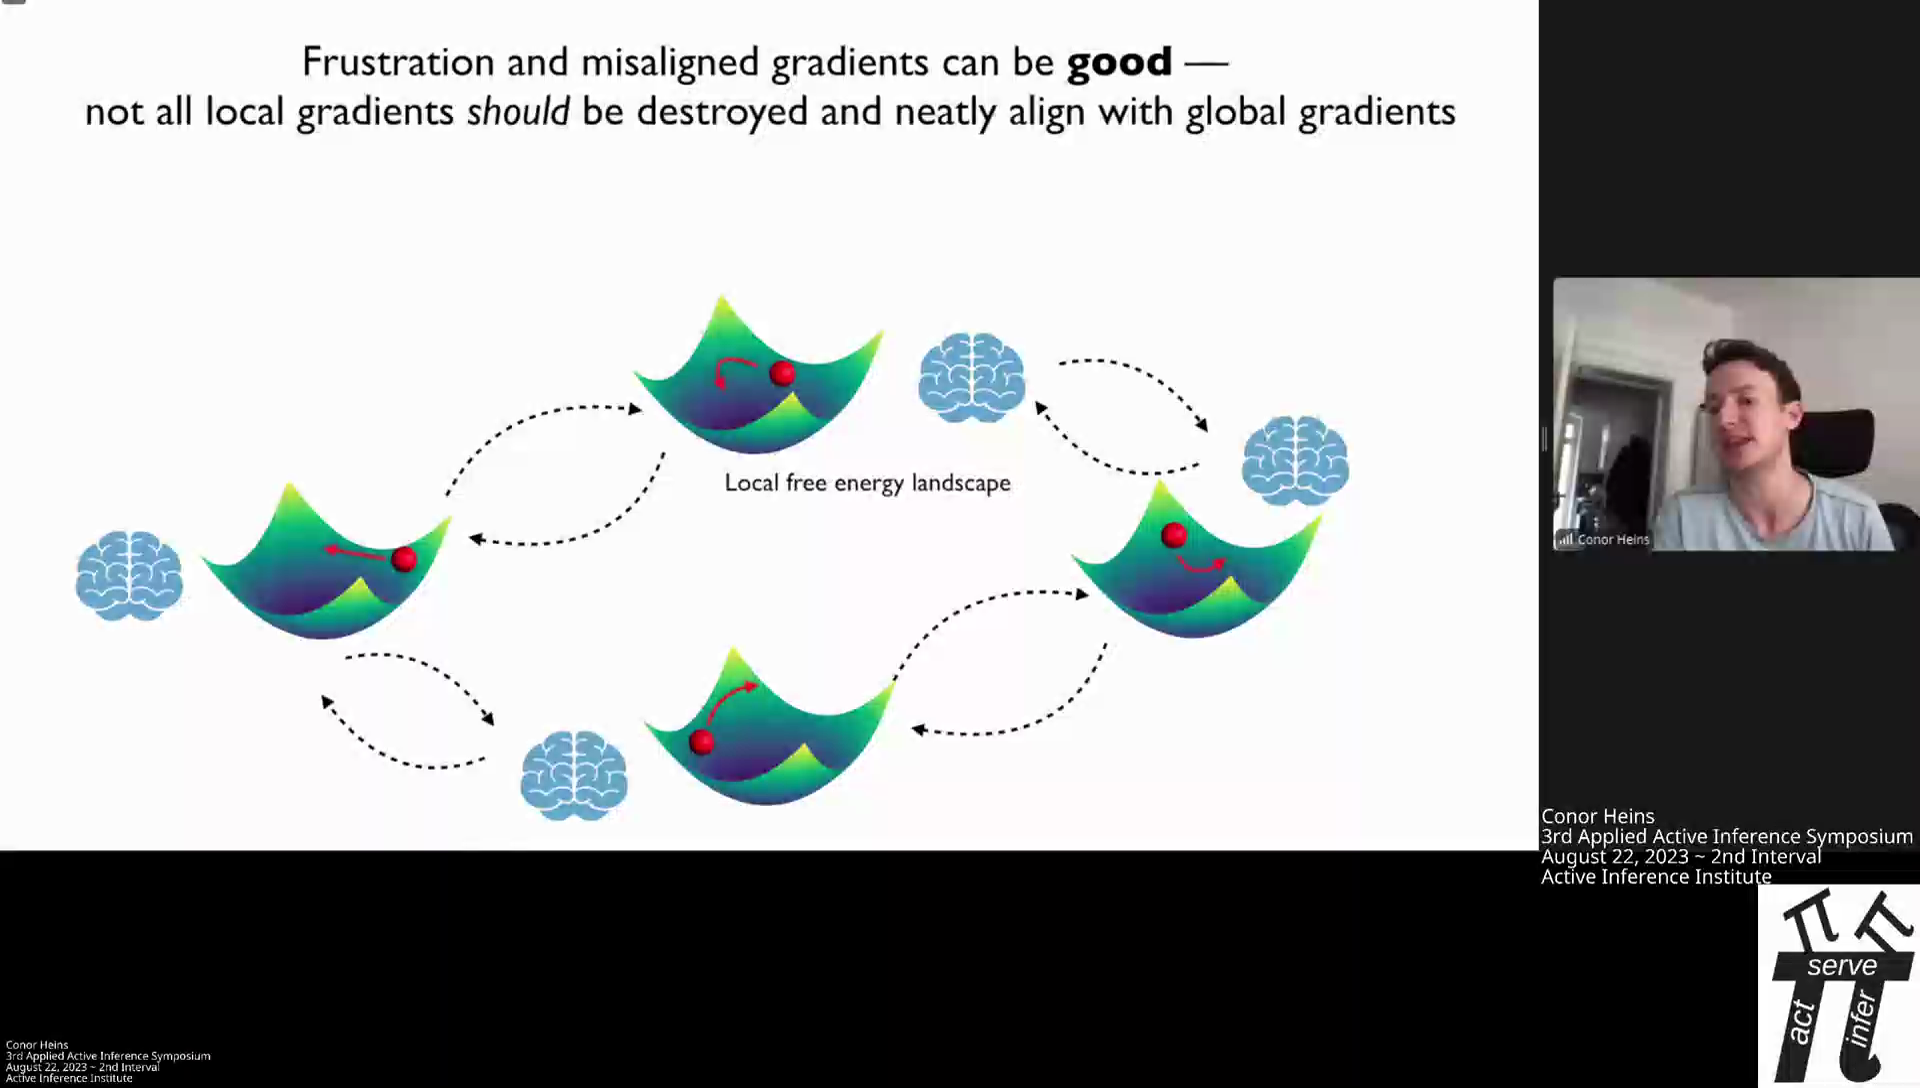 Frustration and misaligned gradients can be good —
not all local gradients should be destroyed and neatly align with global gradients
Local free energy landscape
Conor Heins
Conor Heins
3rd Applied Active Inference Symposium
August 22, 2023 ~ 2nd Interval
Active Inference Institute
serve
act
infer
Conor Heins
3rd Applied Active Inference Symposium
August 22, 2023 ~ 2nd Interval
Active Inference Institute